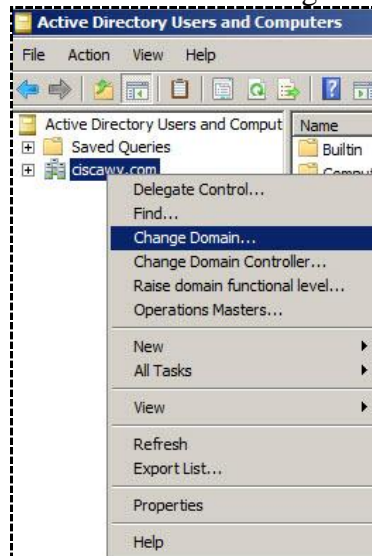 Active Directory Users and Computers
File Action View Help
Active Directory Users and Comput
Name
Saved Queries
Builtin
ciscawv.com
Delegate Control...
Find...
Change Domain...
Change Domain Controller...
Raise domain functional level...
Operations Masters...
New
All Tasks
View
Refresh
Export List...
Properties
Help